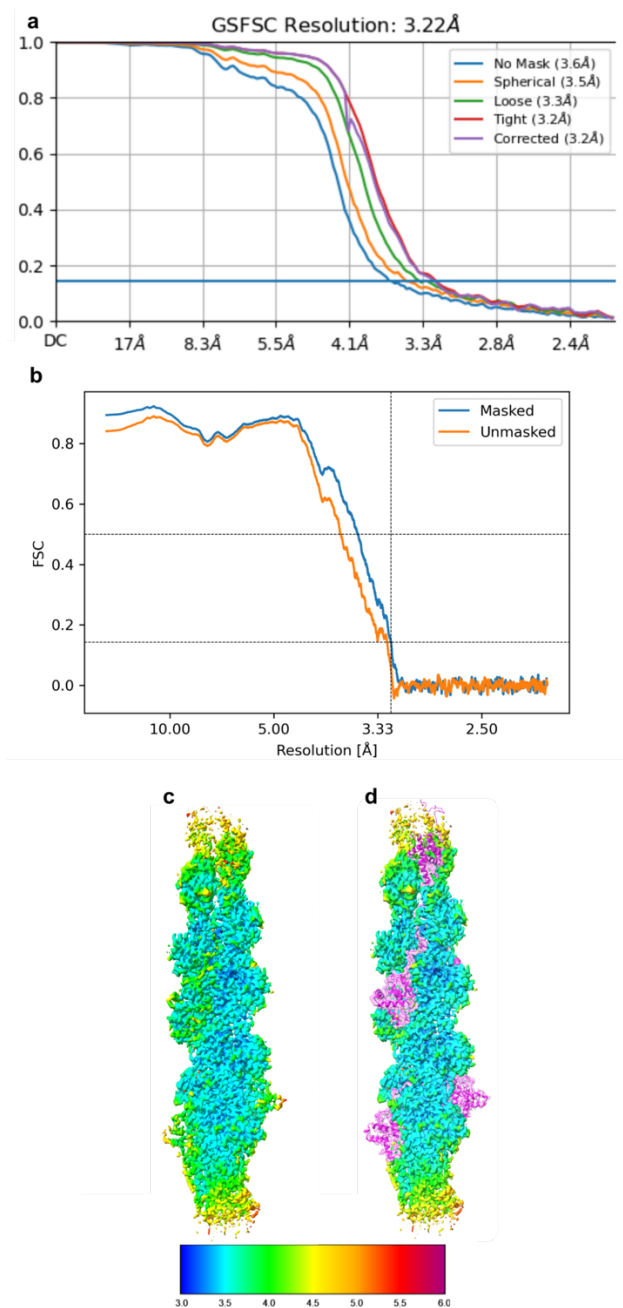 a
GSFSC Resolution: 3.22Å
1.0
0.8
0.6
0.4
0.2
0.0
No Mask (3.6Å)
Spherical (3.5Å)
Loose (3.3Å)
Tight (3.2Å)
Corrected (3.2Å)
DC 17Å 8.3Å 5.5Å 4.1Å 3.3Å 2.8Å 2.4Å
b
Masked
Unmasked
0.8
0.6
0.4
0.2
0.0
FSC
10.00 5.00 3.33 2.50
Resolution [Å]
c d
3.0 3.5 4.0 4.5 5.0 5.5 6.0